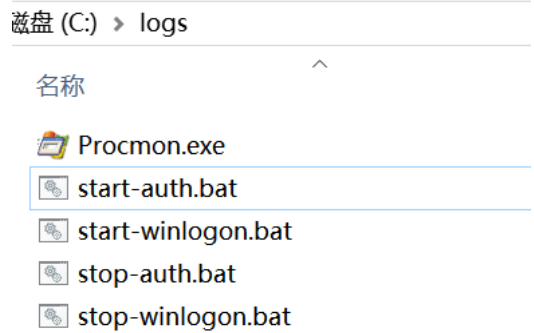 磁盘 (C:) > logs
名称
Procmon.exe
start-auth.bat
start-winlogon.bat
stop-auth.bat
stop-winlogon.bat